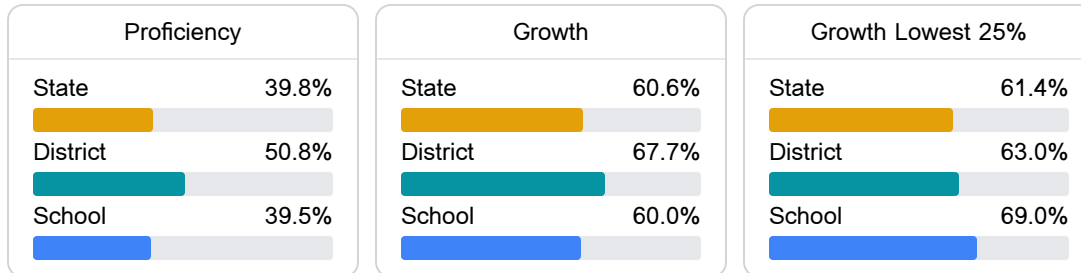 Proficiency
State 39.8%
District 50.8%
School 39.5%
Growth
State 60.6%
District 67.7%
School 60.0%
Growth Lowest 25%
State 61.4%
District 63.0%
School 69.0%